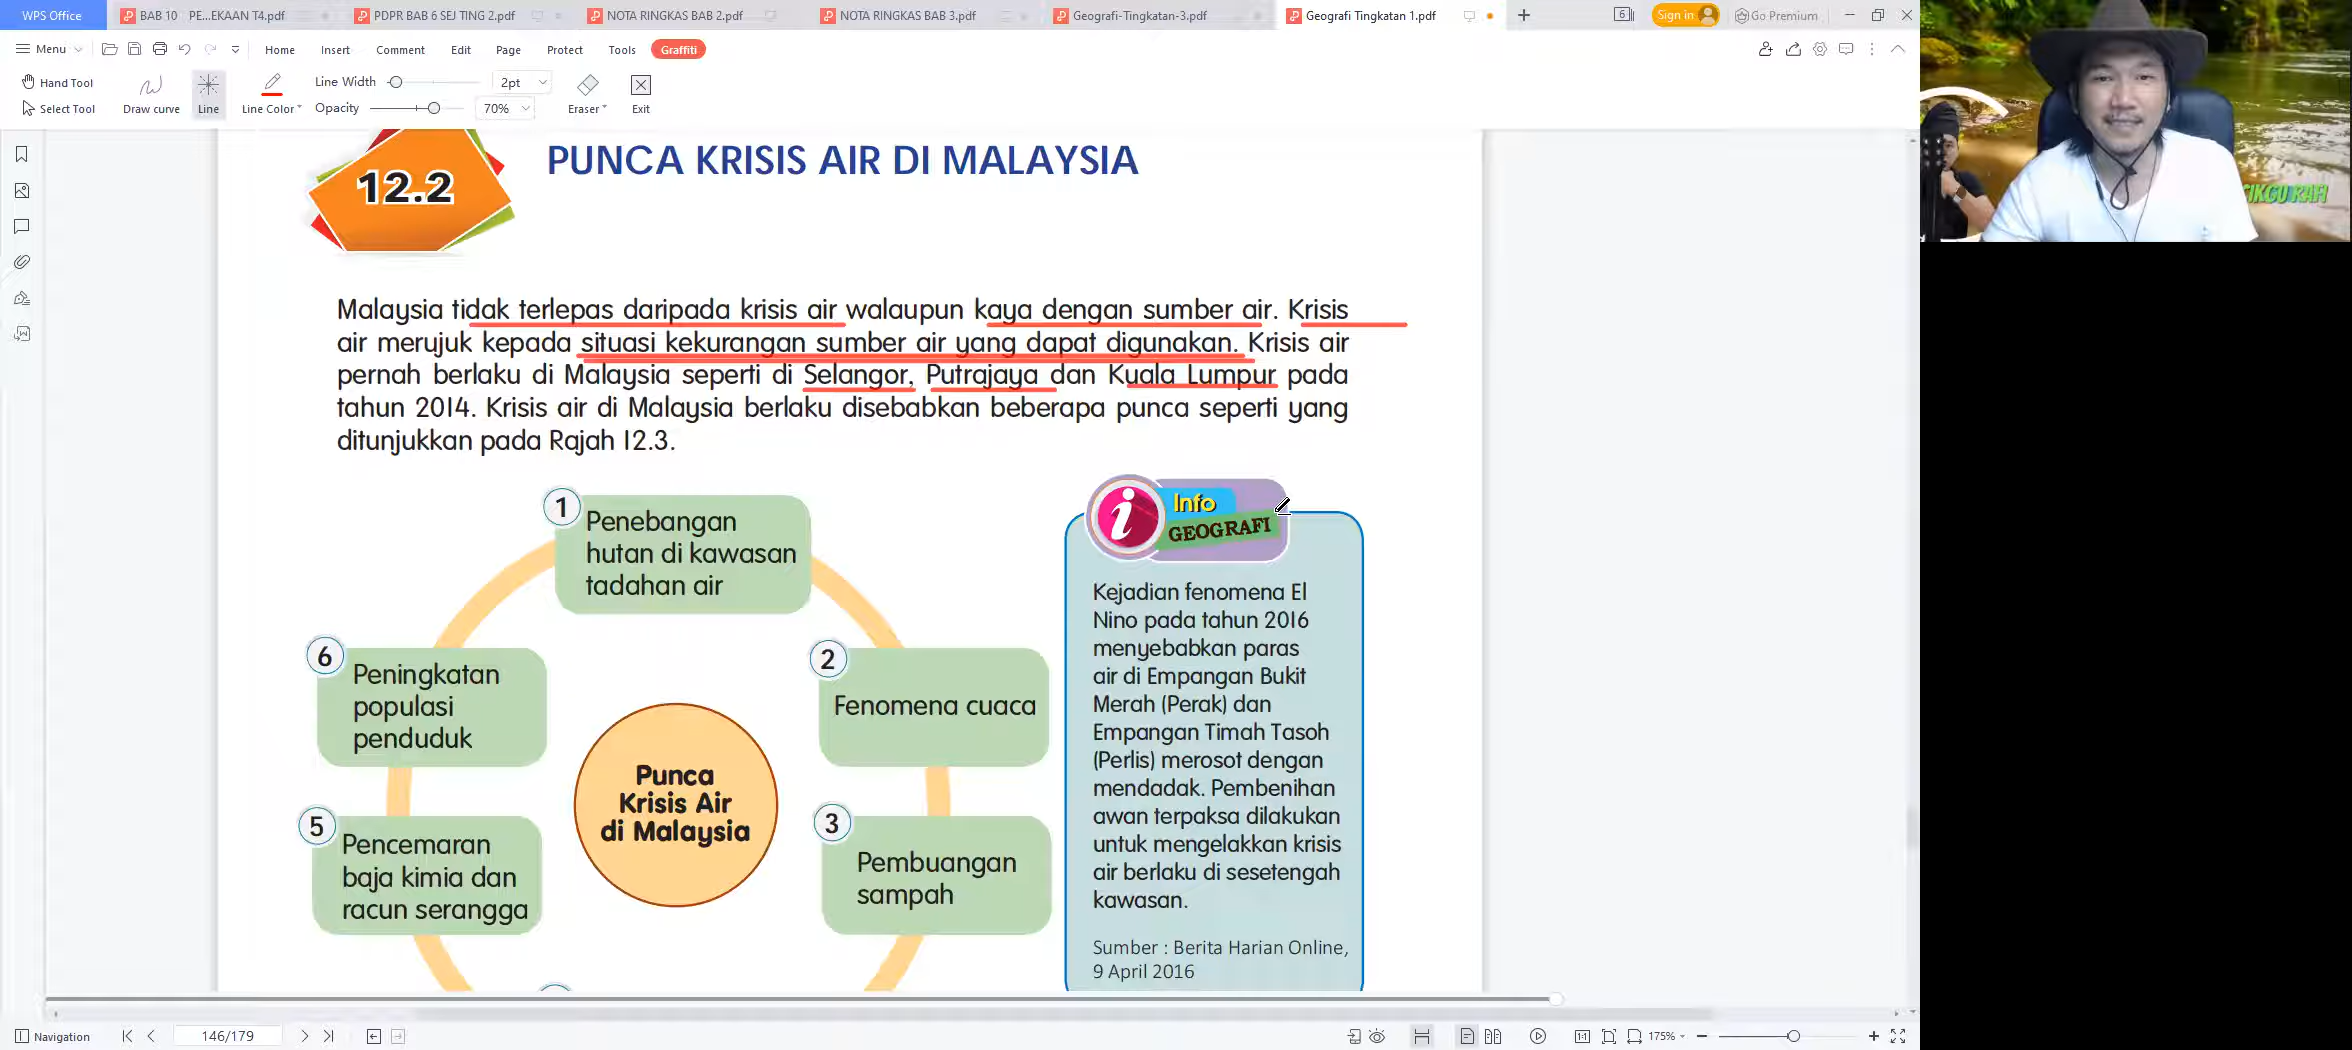 WPS Office
BAB 10 PE...EKAAN T4.pdf
PDPR BAB 6 SEJ TING 2.pdf
NOTA RINGKAS BAB 2.pdf
NOTA RINGKAS BAB 3.pdf
Geografi-Tingkatan-3.pdf
Geografi Tingkatan 1.pdf
6
Sign in
Go Premium
Menu
Home
Insert
Comment
Edit
Page
Protect
Tools
Graffiti
Hand Tool
Select Tool
Draw curve
Line
Line Color
Line Width
2pt
Opacity
70%
Eraser
Exit
CIKGU RAFI
12.2
PUNCA KRISIS AIR DI MALAYSIA
Malaysia tidak terlepas daripada krisis air walaupun kaya dengan sumber air. Krisis
air merujuk kepada situasi kekurangan sumber air yang dapat digunakan. Krisis air
pernah berlaku di Malaysia seperti di Selangor, Putrajaya dan Kuala Lumpur pada
tahun 2014. Krisis air di Malaysia berlaku disebabkan beberapa punca seperti yang
ditunjukkan pada Rajah 12.3.
1
Penebangan
hutan di kawasan
tadahan air
2
Fenomena cuaca
3
Pembuangan
sampah
5
Pencemaran
baja kimia dan
racun serangga
6
Peningkatan
populasi
penduduk
Punca
Krisis Air
di Malaysia
i
Info
GEOGRAFI
Kejadian fenomena El
Nino pada tahun 2016
menyebabkan paras
air di Empangan Bukit
Merah (Perak) dan
Empangan Timah Tasoh
(Perlis) merosot dengan
mendadak. Pembenihan
awan terpaksa dilakukan
untuk mengelakkan krisis
air berlaku di sesetengah
kawasan.
Sumber : Berita Harian Online,
9 April 2016
Navigation
146/179
1:1
175%